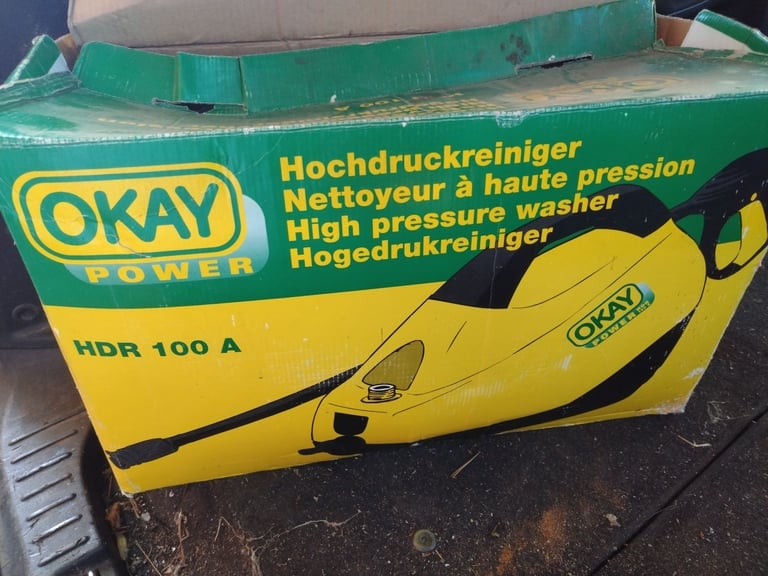 OKAY
POWER
Hochdruckreiniger
Nettoyeur à haute pression
High pressure washer
Hogedrukreiniger
HDR 100 A
OKAY
POWER